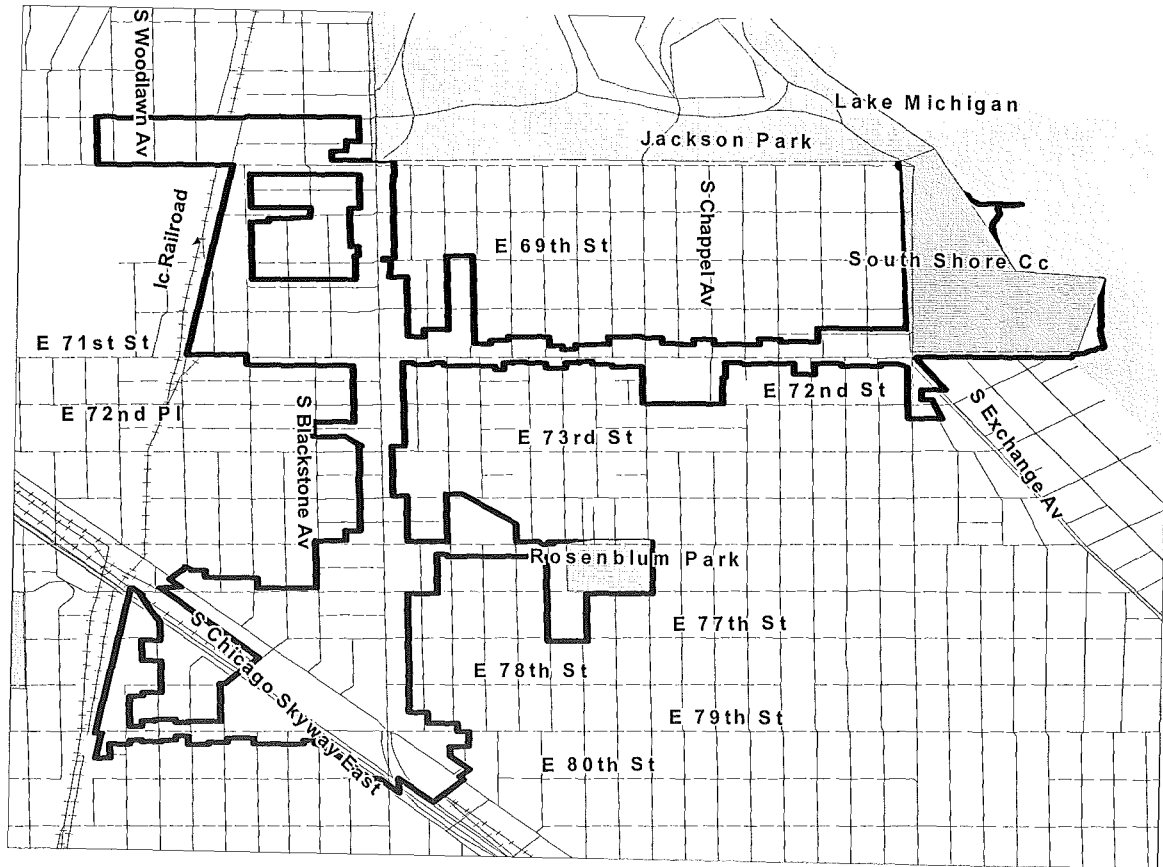 S Woodlawn Av
Lake Michigan
Jackson Park
Ic Railroad
S Chappel Av
E 69th St
South Shore Cc
E 71st St
E 72nd Pl
E 72nd St
S Blackstone Av
E 73rd St
S Exchange Av
Rosenblum Park
E 77th St
S Chicago Skyway East
E 78th St
E 79th St
E 80th St